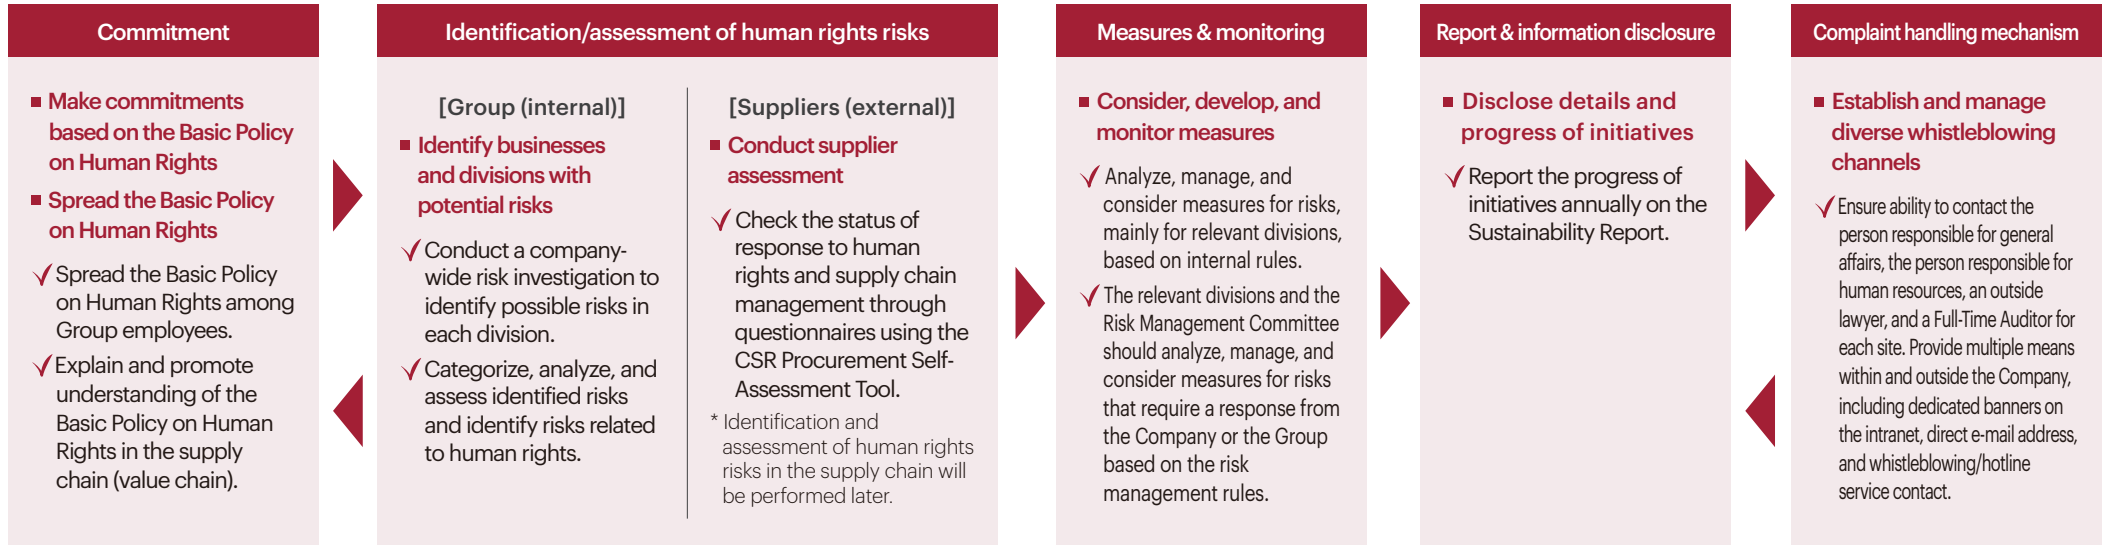 Commitment
Make commitments
based on the Basic Policy
on Human Rights
Spread the Basic Policy
on Human Rights
Spread the Basic Policy
on Human Rights among
Group employees.
Explain and promote
understanding of the
Basic Policy on Human
Rights in the supply
chain (value chain).
Identification/assessment of human rights risks
[Group (internal)]
Identify businesses
and divisions with
potential risks
Conduct a company-
wide risk investigation to
identify possible risks in
each division.
Categorize, analyze, and
assess identified risks
and identify risks related
to human rights.
[Suppliers (external)]
Conduct supplier
assessment
Check the status of
response to human
rights and supply chain
management through
questionnaires using the
CSR Procurement Self-
Assessment Tool.
* Identification and
assessment of human rights
risks in the supply chain will
be performed later.
Measures & monitoring
Consider, develop, and
monitor measures
Analyze, manage, and
consider measures for risks,
mainly for relevant divisions,
based on internal rules.
The relevant divisions and the
Risk Management Committee
should analyze, manage, and
consider measures for risks
that require a response from
the Company or the Group
based on the risk
management rules.
Report & information disclosure
Disclose details and
progress of initiatives
Report the progress of
initiatives annually on the
Sustainability Report.
Complaint handling mechanism
Establish and manage
diverse whistleblowing
channels
Ensure ability to contact the
person responsible for general
affairs, the person responsible for
human resources, an outside
lawyer, and a Full-Time Auditor for
each site. Provide multiple means
within and outside the Company,
including dedicated banners on
the intranet, direct e-mail address,
and whistleblowing/hotline
service contact.